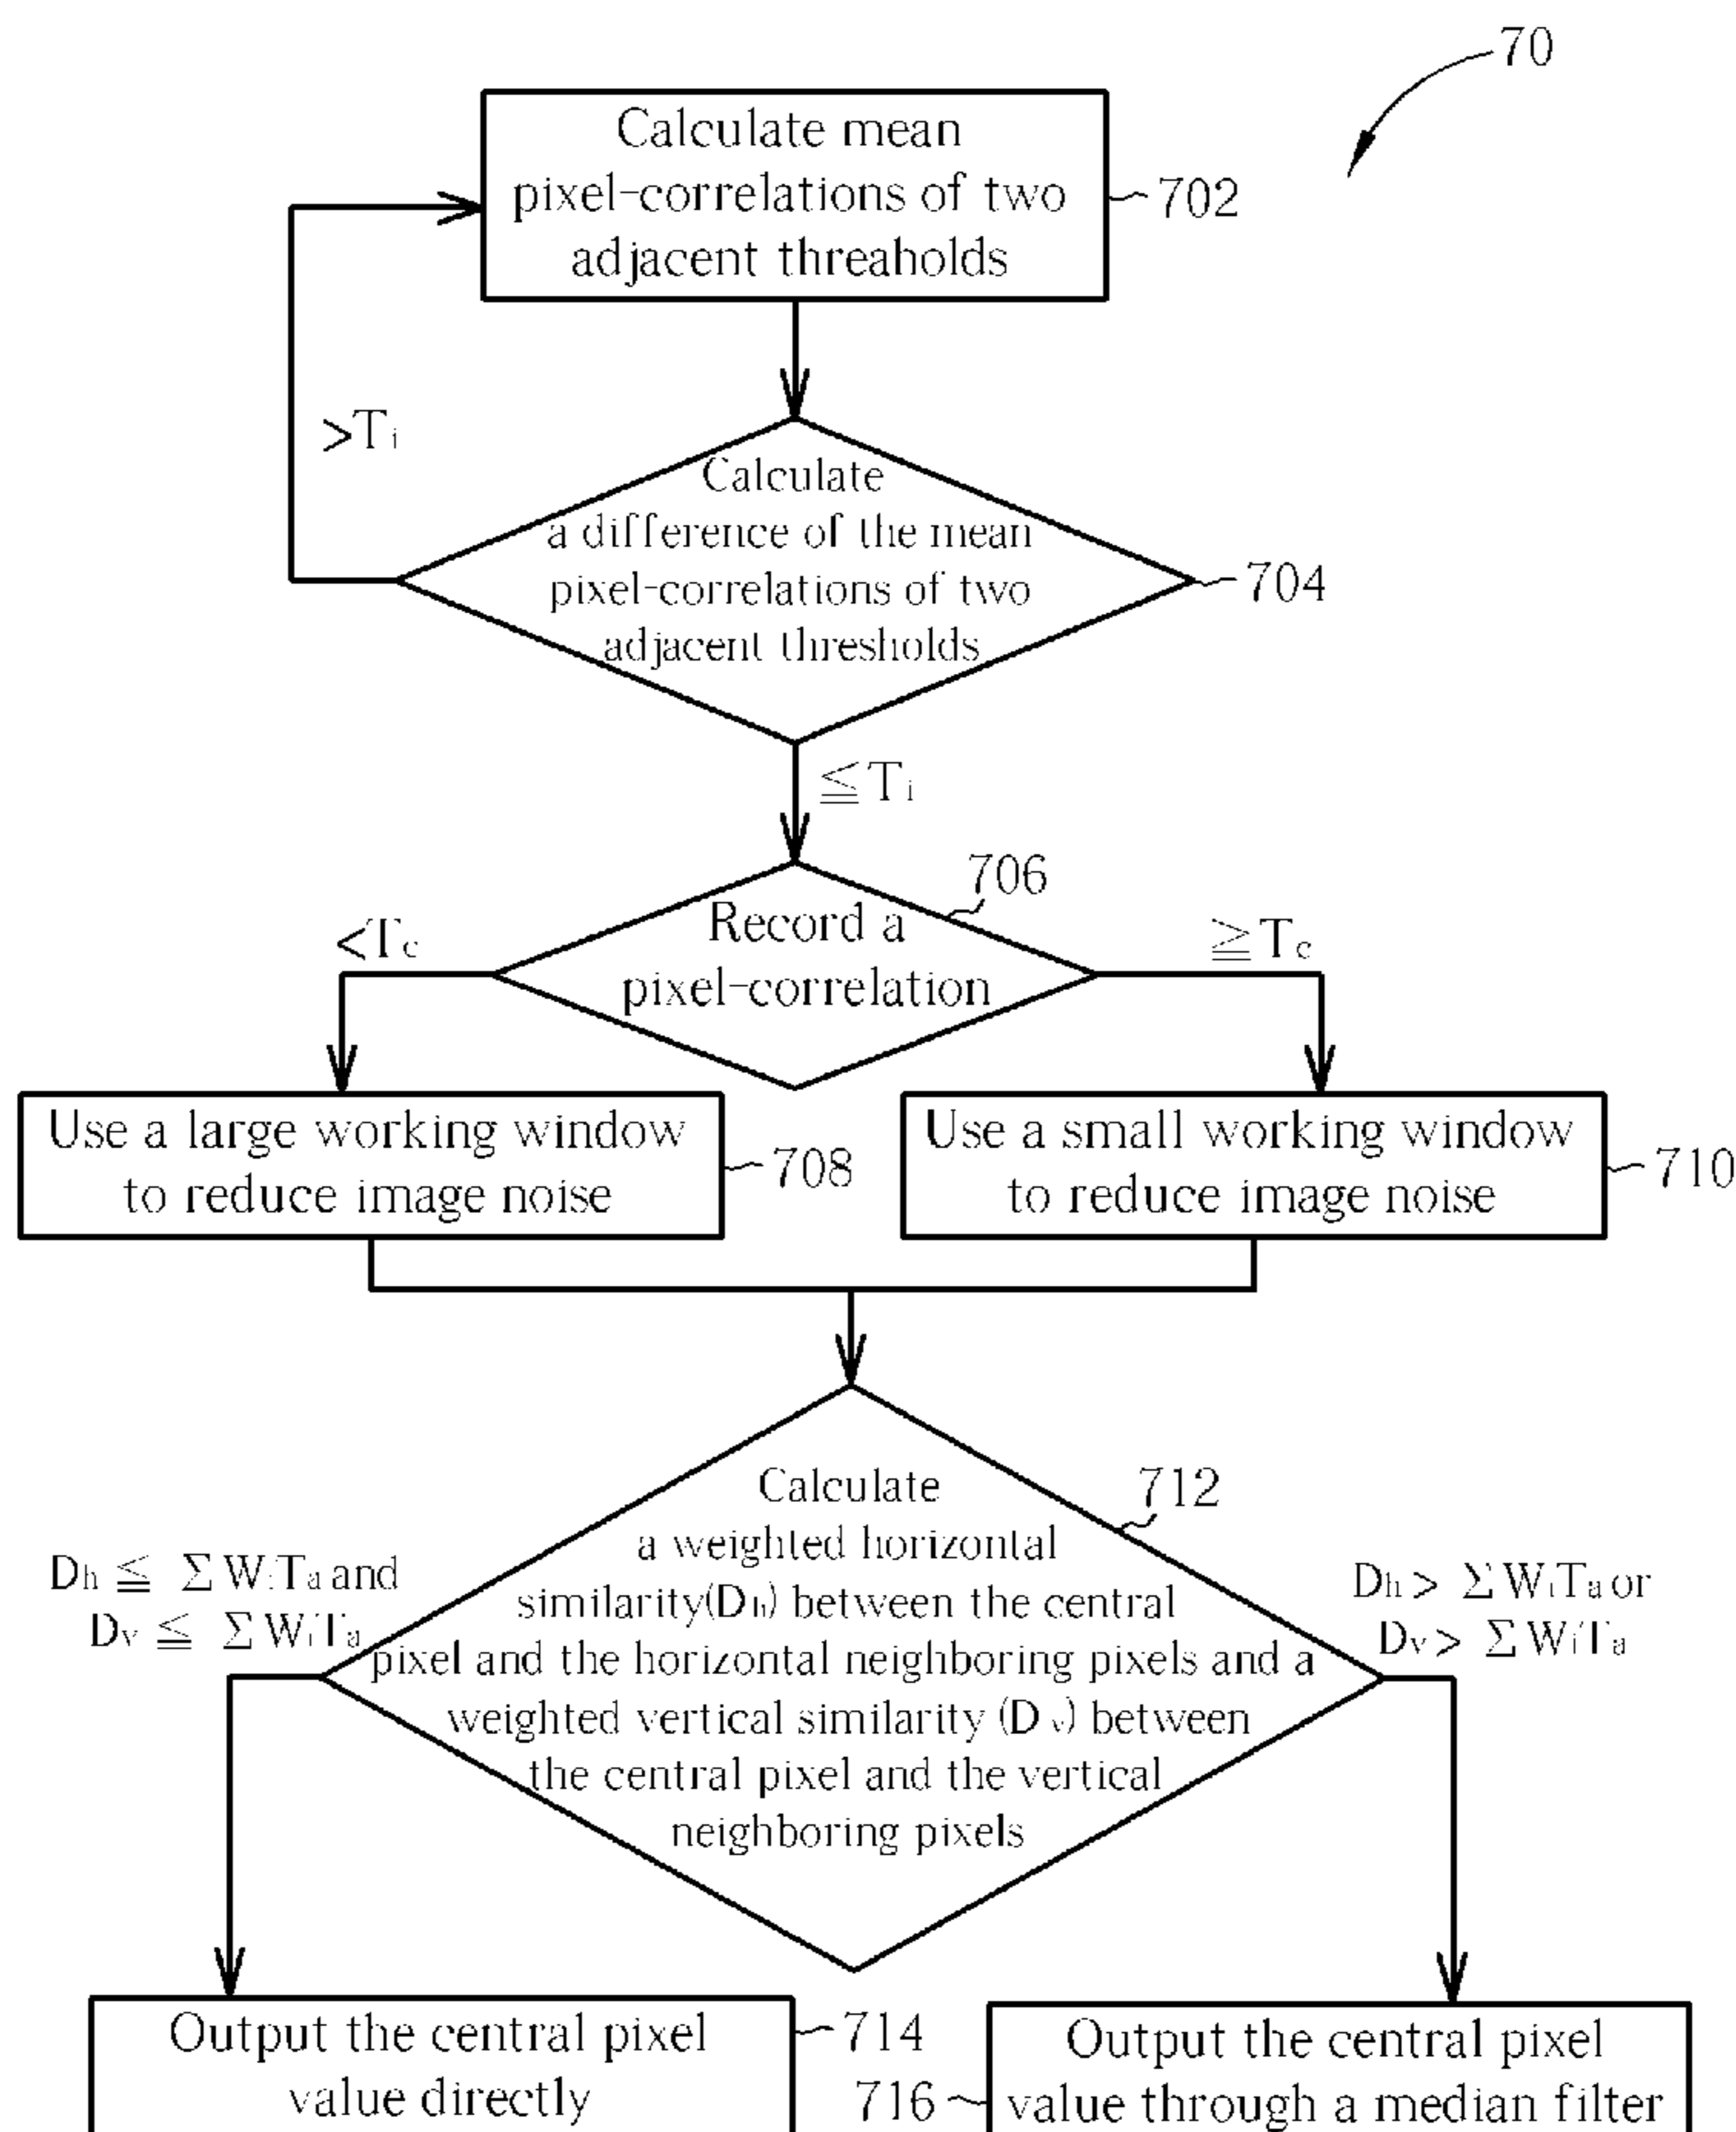 70
Calculate mean
pixel-correlations of two
adjacent threaholds
702
>Ti
Calculate
a difference of the mean
pixel-correlations of two
adjacent thresholds
704
≦Ti
706
Record a
pixel-correlation
<Tc
≧Tc
Use a large working window
to reduce image noise
708
Use a small working window
to reduce image noise
710
712
Calculate
a weighted horizontal
similarity(Dh) between the central
pixel and the horizontal neighboring pixels and a
weighted vertical similarity (Dv) between
the central pixel and the vertical
neighboring pixels
Dh ≦ ΣWiTa and
Dv ≦ ΣWiTa
Dh > ΣWiTa or
Dv > ΣWiTa
Output the central pixel
value directly
714
Output the central pixel
value through a median filter
716